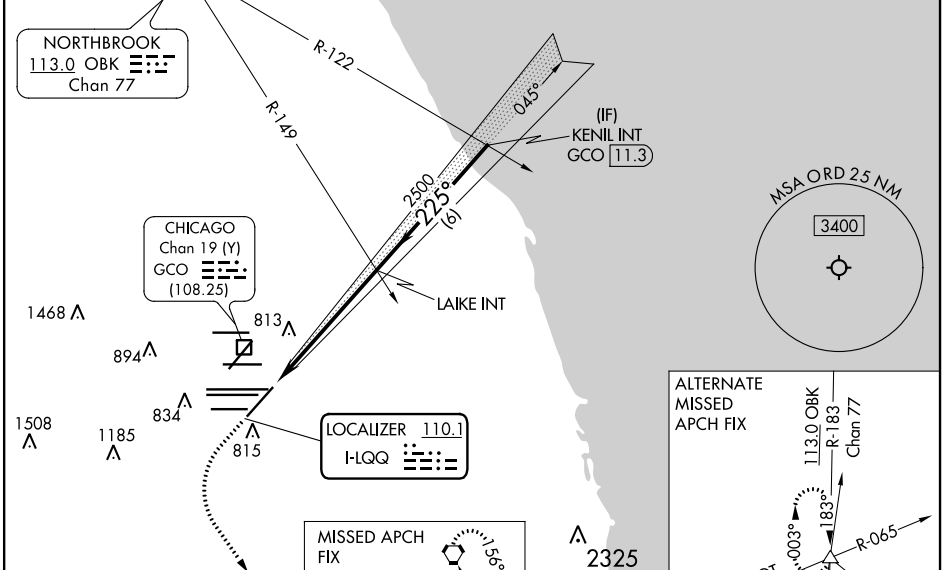 NORTHBROOK
113.0 OBK
Chan 77
R-122
R-149
045°
(IF)
KENIL INT
GCO 11.3
2500
225°
(6)
MSA ORD 25 NM
3400
CHICAGO
Chan 19 (Y)
GCO
(108.25)
LAIKE INT
1468
813
894
834
1508
1185
815
LOCALIZER 110.1
I-LQQ
ALTERNATE
MISSED
APCH FIX
113.0 OBK
R-183
Chan 77
183°
003°
R-065
MISSED APCH
FIX
156°
2325